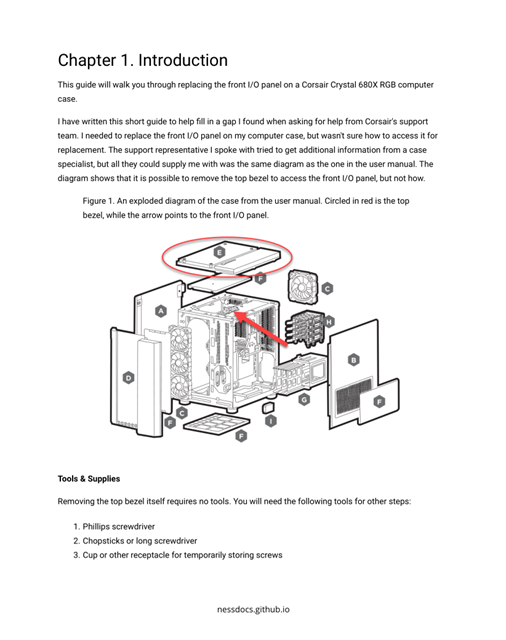 Chapter 1. Introduction
This guide will walk you through replacing the front I/O panel on a Corsair Crystal 680X RGB computer
case.
I have written this short guide to help fill in a gap I found when asking for help from Corsair's support
team. I needed to replace the front I/O panel on my computer case, but wasn't sure how to access it for
replacement. The support representative I spoke with tried to get additional information from a case
specialist, but all they could supply me with was the same diagram as the one in the user manual. The
diagram shows that it is possible to remove the top bezel to access the front I/O panel, but not how.
Figure 1. An exploded diagram of the case from the user manual. Circled in red is the top
bezel, while the arrow points to the front I/O panel.
E
F
C
A
H
B
D
F
G
C
F
I
F
Tools & Supplies
Removing the top bezel itself requires no tools. You will need the following tools for other steps:
1. Phillips screwdriver
2. Chopsticks or long screwdriver
3. Cup or other receptacle for temporarily storing screws
nessdocs.github.io